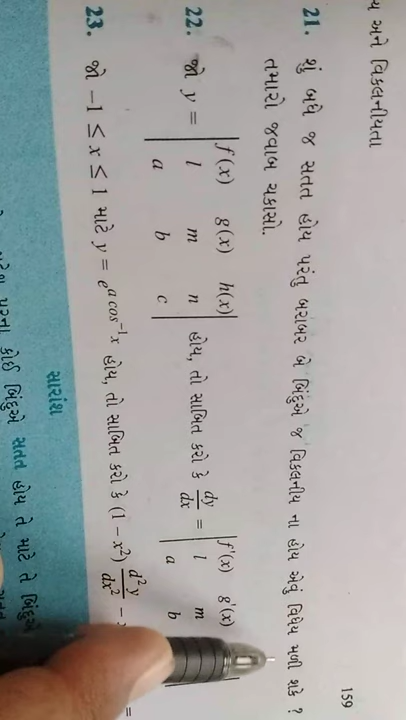 159
ય અને વિકલનીયતા
21. શું બધે જ સતત હોય પરંતુ બરાબર બે બિંદુએ જ વિકલનીય ના હોય એવું વિધેય મળી શકે ?
તમારો જવાબ ચકાસો.
22. જો y = | f(x) g(x) h(x) |
l m n
a b c | હોય, તો સાબિત કરો કે dy/dx = | f'(x) g'(x)
l m
a b
23. જો −1 ≤ x ≤ 1 માટે y = e^(a cos⁻¹x) હોય, તો સાબિત કરો કે (1 − x²) d²y/dx² − =
સારાંશ
કોઈ બિંદુએ સતત હોય તે માટે તે બિંદુએ